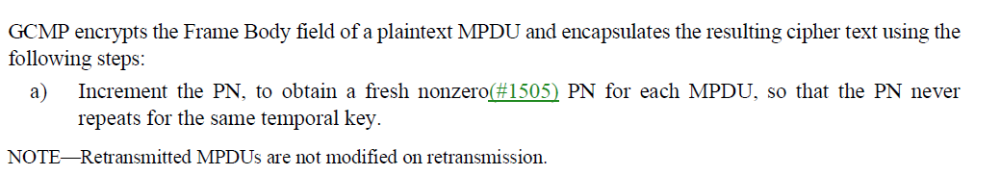 GCMP encrypts the Frame Body field of a plaintext MPDU and encapsulates the resulting cipher text using the
following steps:
a) Increment the PN, to obtain a fresh nonzero(#1505) PN for each MPDU, so that the PN never
repeats for the same temporal key.
NOTE—Retransmitted MPDUs are not modified on retransmission.